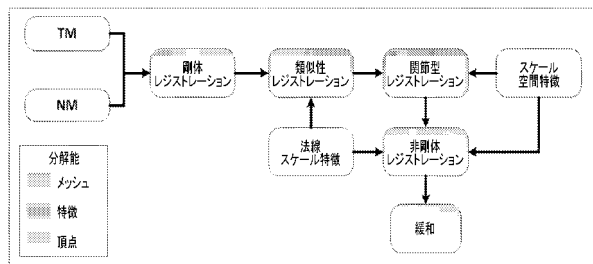 TM
NM
剛体
レジストレーション
類似性
レジストレーション
関節型
レジストレーション
スケール
空間特徴
法線
スケール特徴
非剛体
レジストレーション
緩和
分解能
メッシュ
特徴
頂点